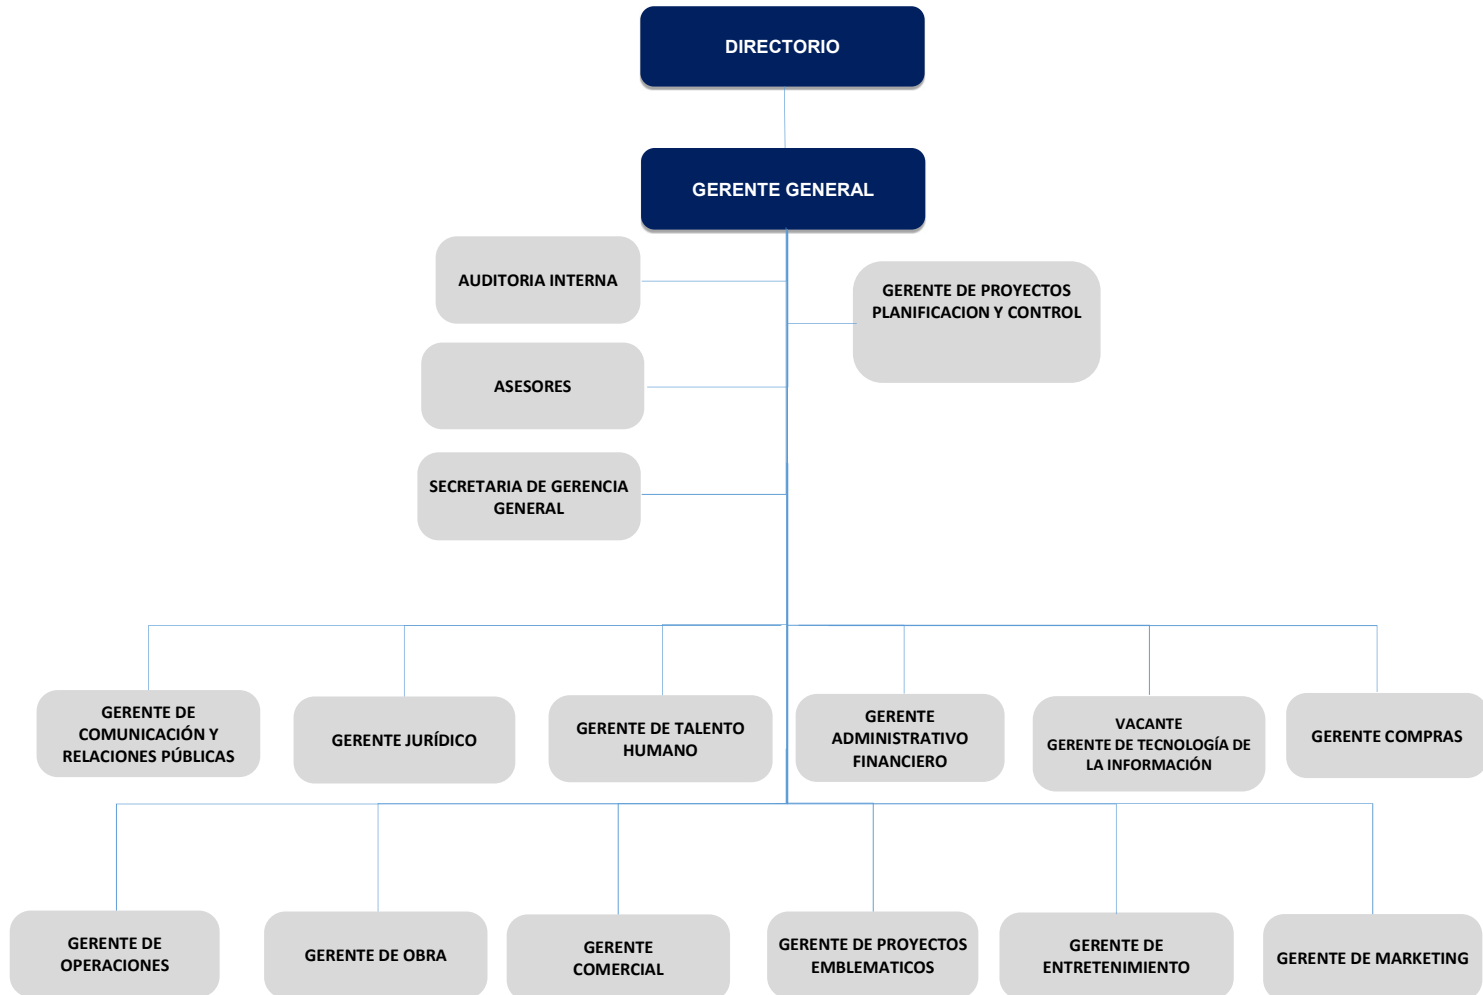 DIRECTORIO
GERENTE GENERAL
AUDITORIA INTERNA
GERENTE DE PROYECTOS
PLANIFICACION Y CONTROL
ASESORES
SECRETARIA DE GERENCIA
GENERAL
GERENTE DE
COMUNICACIÓN Y
RELACIONES PÚBLICAS
GERENTE JURÍDICO
GERENTE DE TALENTO
HUMANO
GERENTE
ADMINISTRATIVO
FINANCIERO
VACANTE
GERENTE DE TECNOLOGÍA DE
LA INFORMACIÓN
GERENTE COMPRAS
GERENTE DE
OPERACIONES
GERENTE DE OBRA
GERENTE
COMERCIAL
GERENTE DE PROYECTOS
EMBLEMATICOS
GERENTE DE
ENTRETENIMIENTO
GERENTE DE MARKETING